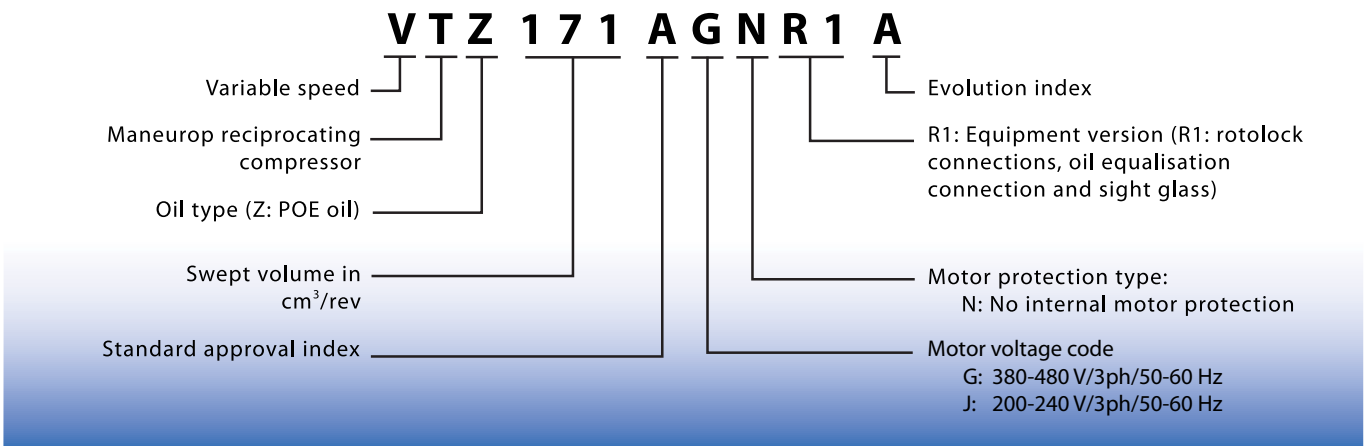 V T Z 1 7 1 A G N R 1 A
Variable speed
Maneurop reciprocating
compressor
Oil type (Z: POE oil)
Swept volume in
cm³/rev
Standard approval index
Evolution index
R1: Equipment version (R1: rotolock
connections, oil equalisation
connection and sight glass)
Motor protection type:
N: No internal motor protection
Motor voltage code
G: 380-480 V/3ph/50-60 Hz
J: 200-240 V/3ph/50-60 Hz